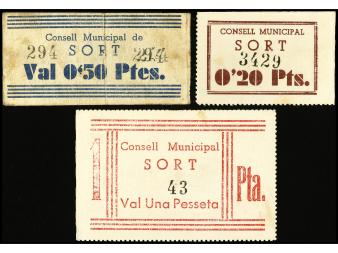 Consell Municipal de
294 SORT 294
Val 0'50 Ptes.
CONSELL MUNICIPAL
SORT
3429
0'20 Pts.
1 Consell Municipal Pta.
SORT
43
Val Una Pesseta